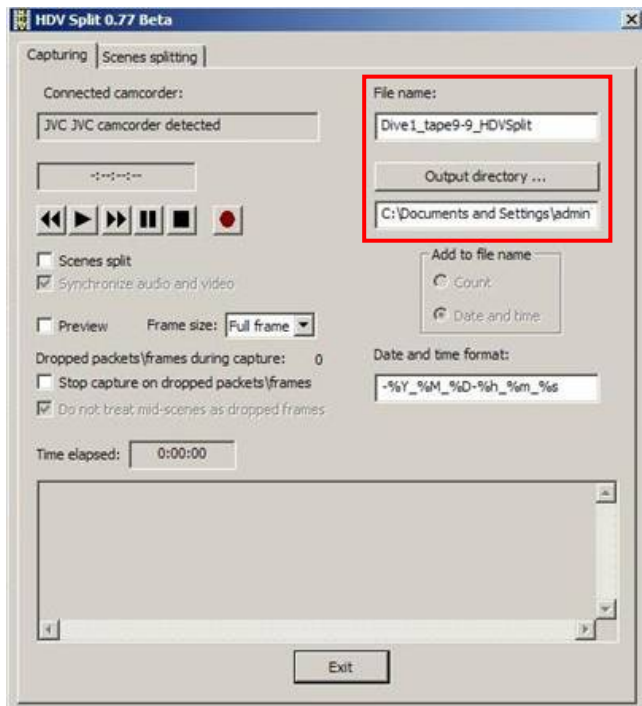 HDV Split 0.77 Beta
Capturing
Scenes splitting
Connected camcorder:
JVC JVC camcorder detected
-:--:--:--
Scenes split
Synchronize audio and video
Preview
Frame size:
Full frame
Dropped packets\frames during capture: 0
Stop capture on dropped packets\frames
Do not treat mid-scenes as dropped frames
Time elapsed:
0:00:00
File name:
Dive1_tape9-9_HDVSplit
Output directory ...
C:\Documents and Settings\admin
Add to file name
Count
Date and time
Date and time format:
-%Y_%M_%D-%h_%m_%s
Exit